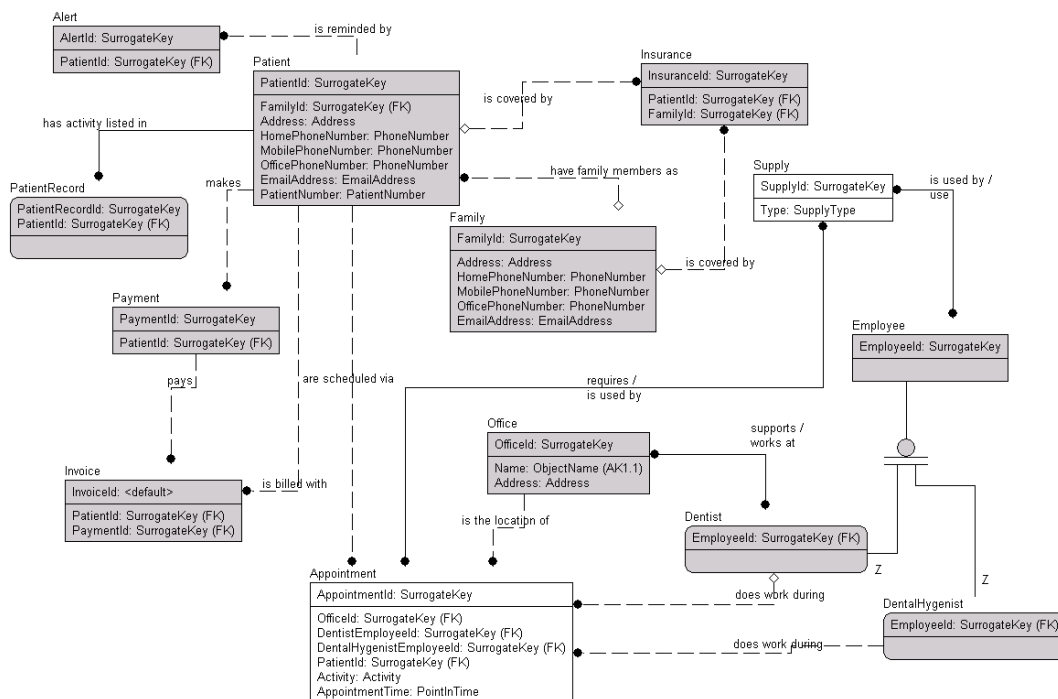 Alert
AlertId: SurrogateKey
PatientId: SurrogateKey (FK)
is reminded by
Patient
PatientId: SurrogateKey
FamilyId: SurrogateKey (FK)
Address: Address
HomePhoneNumber: PhoneNumber
MobilePhoneNumber: PhoneNumber
OfficePhoneNumber: PhoneNumber
EmailAddress: EmailAddress
PatientNumber: PatientNumber
is covered by
Insurance
InsuranceId: SurrogateKey
PatientId: SurrogateKey (FK)
FamilyId: SurrogateKey (FK)
has activity listed in
PatientRecord
PatientRecordId: SurrogateKey
PatientId: SurrogateKey (FK)
makes
have family members as
Family
FamilyId: SurrogateKey
Address: Address
HomePhoneNumber: PhoneNumber
MobilePhoneNumber: PhoneNumber
OfficePhoneNumber: PhoneNumber
EmailAddress: EmailAddress
is covered by
Supply
SupplyId: SurrogateKey
Type: SupplyType
is used by /
use
Payment
PaymentId: SurrogateKey
PatientId: SurrogateKey (FK)
Employee
EmployeeId: SurrogateKey
pays
are scheduled via
requires /
is used by
Office
OfficeId: SurrogateKey
Name: ObjectName (AK1.1)
Address: Address
supports /
works at
Invoice
InvoiceId: <default>
PatientId: SurrogateKey (FK)
PaymentId: SurrogateKey (FK)
is billed with
is the location of
Dentist
EmployeeId: SurrogateKey (FK)
Z
Z
Appointment
AppointmentId: SurrogateKey
OfficeId: SurrogateKey (FK)
DentistEmployeeId: SurrogateKey (FK)
DentalHygenistEmployeeId: SurrogateKey (FK)
PatientId: SurrogateKey (FK)
Activity: Activity
AppointmentTime: PointInTime
does work during
does work during
DentalHygenist
EmployeeId: SurrogateKey (FK)